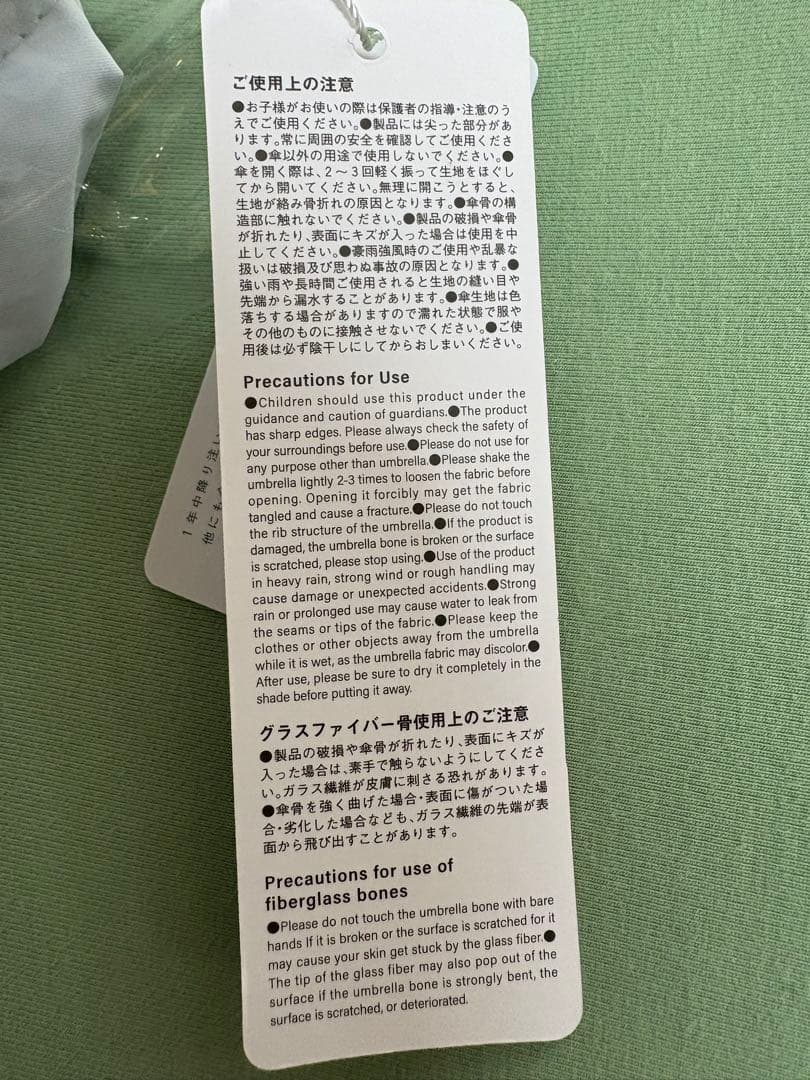 ご使用上の注意
●お子様がお使いの際は保護者の指導・注意のう
えでご使用ください。●製品には尖った部分があ
ります。常に周囲の安全を確認してご使用くださ
い。●傘以外の用途で使用しないでください。●
傘を開く際は、2～3回軽く振って生地をほぐし
てから開いてください。無理に開こうとすると、
生地が絡み骨折れの原因となります。●傘骨の構
造部に触れないでください。●製品の破損や傘骨
が折れたり、表面にキズが入った場合は使用を中
止してください。●豪雨強風時のご使用や乱暴な
扱いは破損及び思わぬ事故の原因となります。●
強い雨や長時間ご使用されると生地の縫い目や
先端から漏水することがあります。●傘生地は色
落ちする場合がありますので濡れた状態で服や
その他のものに接触させないでください。●ご使
用後は必ず陰干しにしてからおしまいください。
Precautions for Use
●Children should use this product under the
guidance and caution of guardians.●The product
has sharp edges. Please always check the safety of
your surroundings before use.●Please do not use for
any purpose other than umbrella.●Please shake the
umbrella lightly 2-3 times to loosen the fabric before
opening. Opening it forcibly may get the fabric
tangled and cause a fracture.●Please do not touch
the rib structure of the umbrella.●If the product is
damaged, the umbrella bone is broken or the surface
is scratched, please stop using.●Use of the product
in heavy rain, strong wind or rough handling may
cause damage or unexpected accidents.●Strong
rain or prolonged use may cause water to leak from
the seams or tips of the fabric.●Please keep the
clothes or other objects away from the umbrella
while it is wet, as the umbrella fabric may discolor.●
After use, please be sure to dry it completely in the
shade before putting it away.
グラスファイバー骨使用上のご注意
●製品の破損や傘骨が折れたり、表面にキズが
入った場合は、素手で触らないようにしてくださ
い。ガラス繊維が皮膚に刺さる恐れがあります。
●傘骨を強く曲げた場合・表面に傷がついた場
合・劣化した場合なども、ガラス繊維の先端が表
面から飛び出すことがあります。
Precautions for use of
fiberglass bones
●Please do not touch the umbrella bone with bare
hands If it is broken or the surface is scratched for it
may cause your skin get stuck by the glass fiber.●
The tip of the glass fiber may also pop out of the
surface if the umbrella bone is strongly bent, the
surface is scratched, or deteriorated.
1年中降り注
他にも